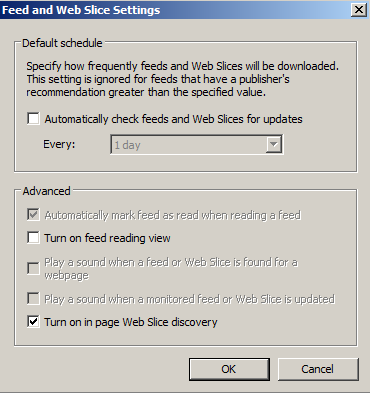 Feed and Web Slice Settings
Default schedule
Specify how frequently feeds and Web Slices will be downloaded.
This setting is ignored for feeds that have a publisher's
recommendation greater than the specified value.
Automatically check feeds and Web Slices for updates
Every: 1 day
Advanced
Automatically mark feed as read when reading a feed
Turn on feed reading view
Play a sound when a feed or Web Slice is found for a
webpage
Play a sound when a monitored feed or Web Slice is updated
Turn on in page Web Slice discovery
OK Cancel